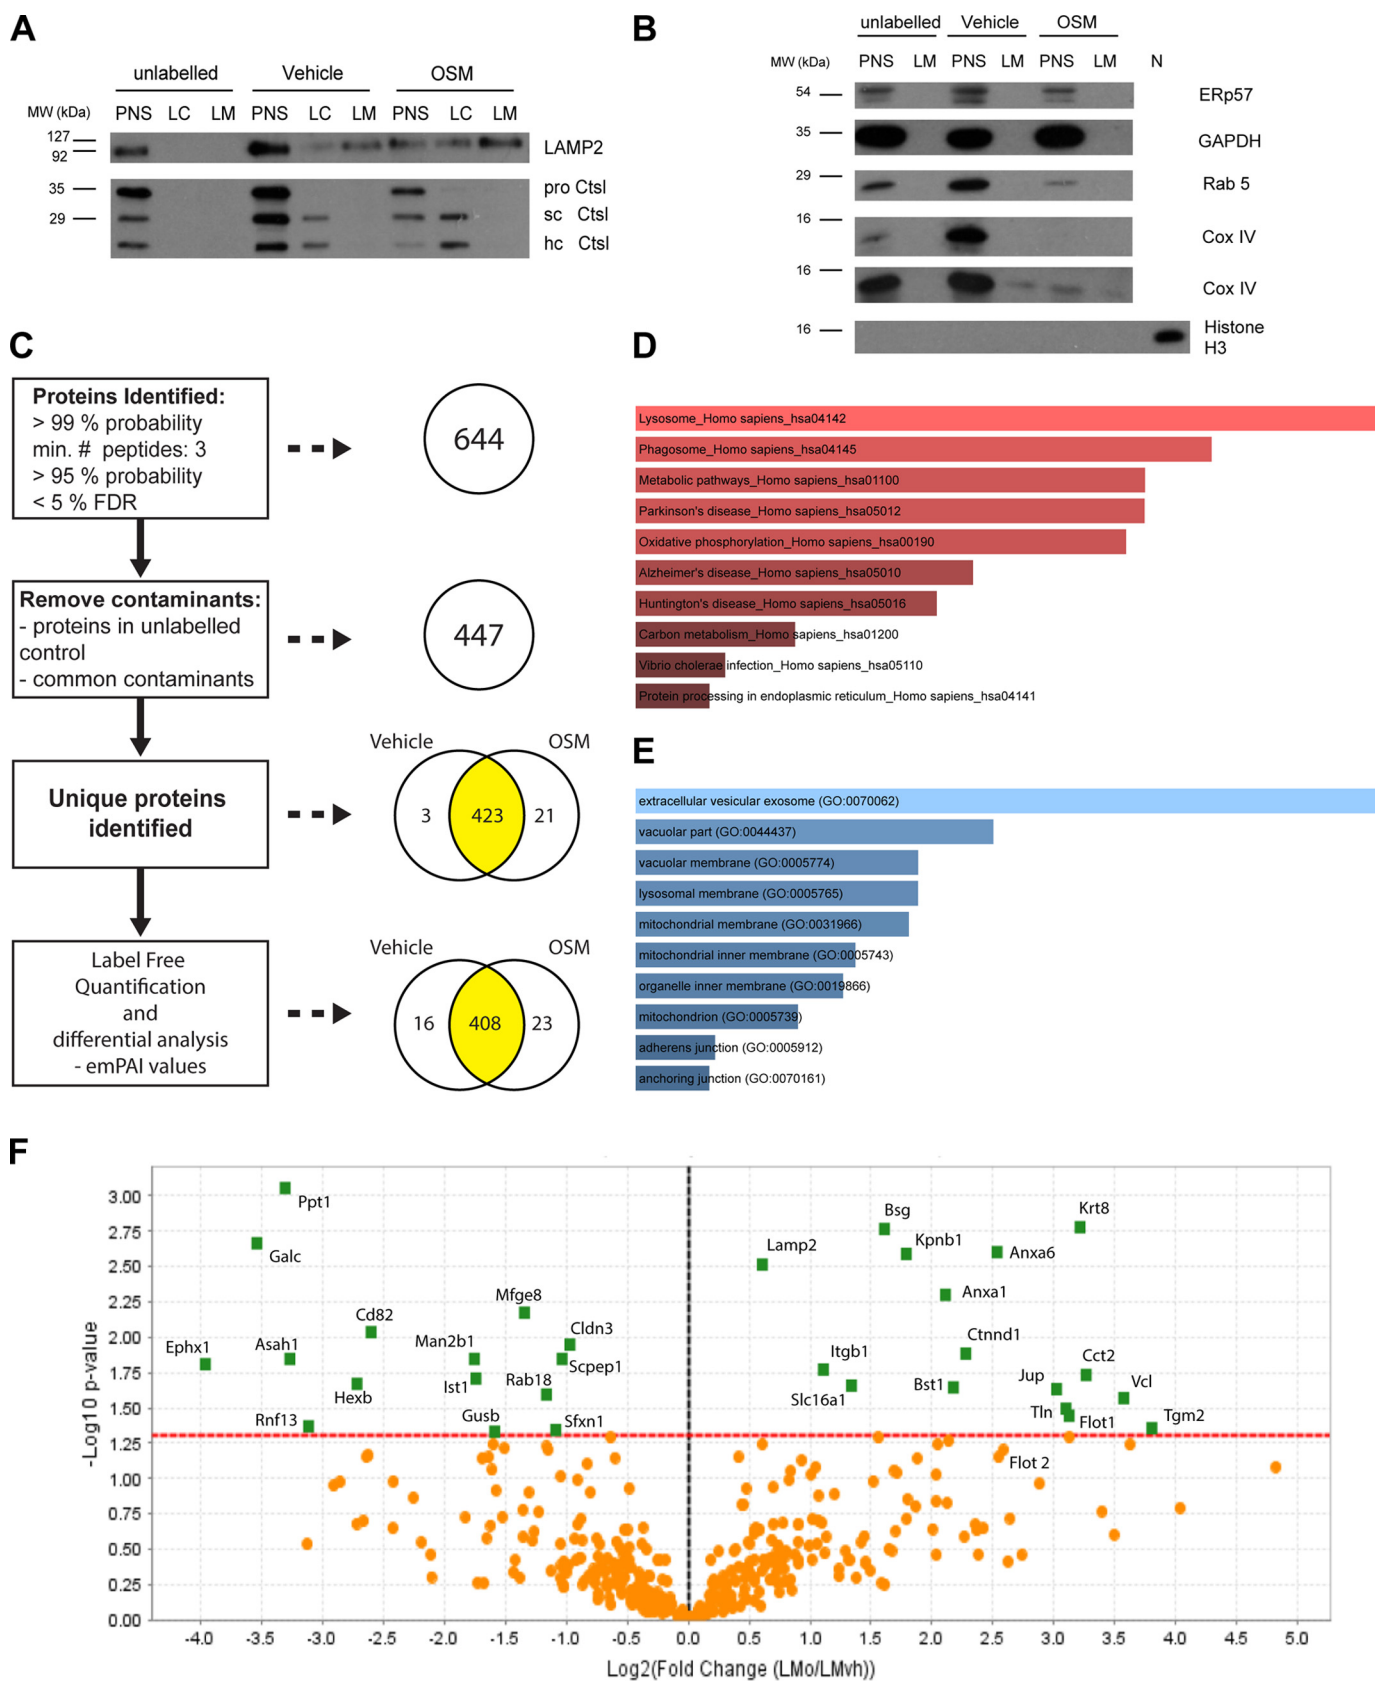 A
unlabelled Vehicle OSM
MW (kDa) PNS LC LM PNS LC LM PNS LC LM
127
92
LAMP2
35
pro Ctsl
29
sc Ctsl
hc Ctsl
B
unlabelled Vehicle OSM
MW (kDa) PNS LM PNS LM PNS LM N
54
ERp57
35
GAPDH
29
Rab 5
16
Cox IV
16
Cox IV
16
Histone
H3
C
Proteins Identified:
> 99 % probability
min. # peptides: 3
> 95 % probability
< 5 % FDR
644
Remove contaminants:
- proteins in unlabelled
control
- common contaminants
447
Unique proteins
identified
Vehicle OSM
3 423 21
Label Free
Quantification
and
differential analysis
- emPAI values
Vehicle OSM
16 408 23
D
Lysosome_Homo sapiens_hsa04142
Phagosome_Homo sapiens_hsa04145
Metabolic pathways_Homo sapiens_hsa01100
Parkinson's disease_Homo sapiens_hsa05012
Oxidative phosphorylation_Homo sapiens_hsa00190
Alzheimer's disease_Homo sapiens_hsa05010
Huntington's disease_Homo sapiens_hsa05016
Carbon metabolism_Homo sapiens_hsa01200
Vibrio cholerae infection_Homo sapiens_hsa05110
Protein processing in endoplasmic reticulum_Homo sapiens_hsa04141
E
extracellular vesicular exosome (GO:0070062)
vacuolar part (GO:0044437)
vacuolar membrane (GO:0005774)
lysosomal membrane (GO:0005765)
mitochondrial membrane (GO:0031966)
mitochondrial inner membrane (GO:0005743)
organelle inner membrane (GO:0019866)
mitochondrion (GO:0005739)
adherens junction (GO:0005912)
anchoring junction (GO:0070161)
F
-Log10 p-value
3.00
2.75
2.50
2.25
2.00
1.75
1.50
1.25
1.00
0.75
0.50
0.25
0.00
Ppt1
Galc
Cd82
Mfge8
Cldn3
Ephx1
Asah1
Man2b1
Scpep1
Hexb
Ist1
Rab18
Rnf13
Gusb
Sfxn1
Lamp2
Bsg
Kpnb1
Anxa6
Krt8
Anxa1
Ctnnd1
Itgb1
Slc16a1
Bst1
Jup
Cct2
Vcl
Tln
Flot1
Tgm2
Flot 2
-4.0 -3.5 -3.0 -2.5 -2.0 -1.5 -1.0 -0.5 0.0 0.5 1.0 1.5 2.0 2.5 3.0 3.5 4.0 4.5 5.0
Log2(Fold Change (LMo/LMvh))